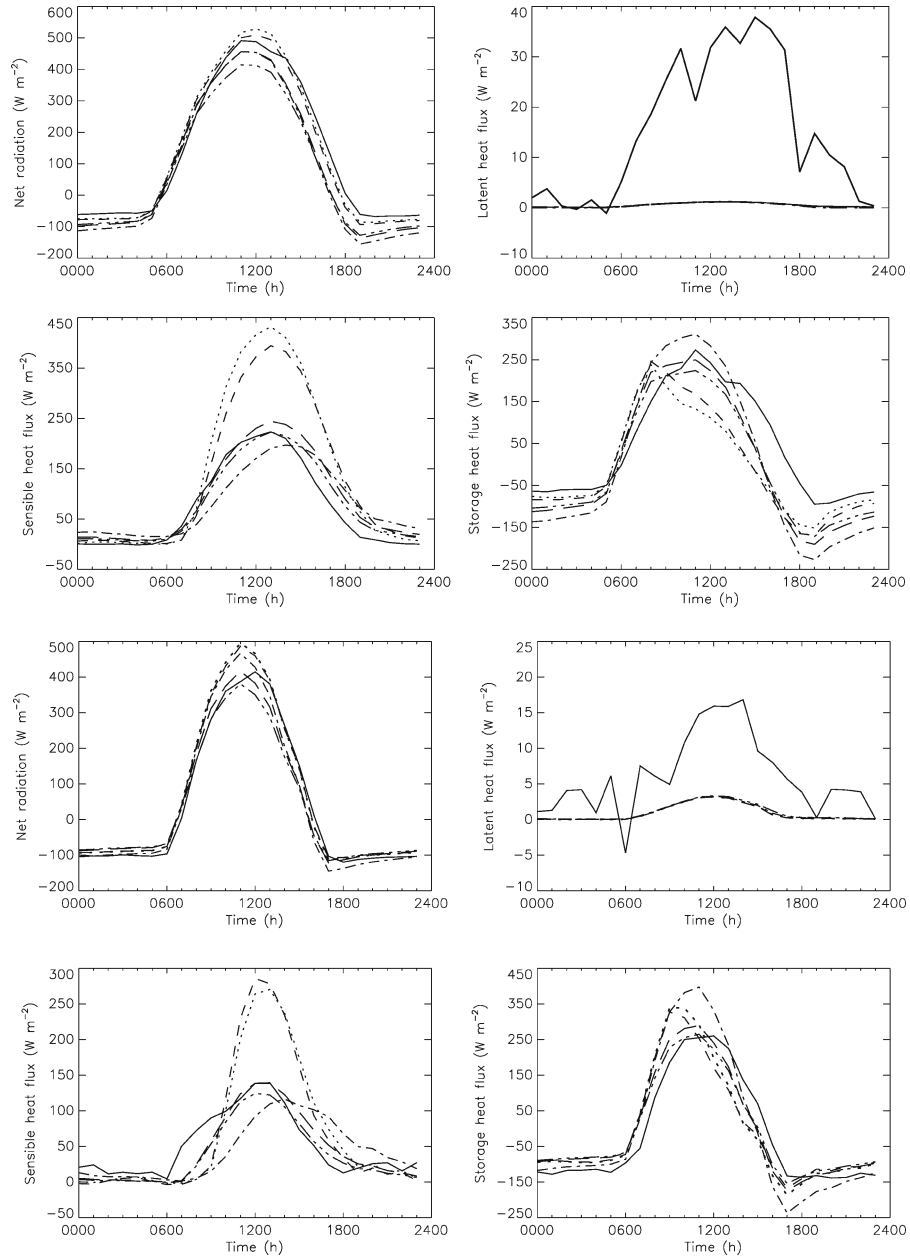 600
500
400
300
200
100
0
−100
−200
Net radiation (W m−2)
0000 0600 1200 1800 2400
Time (h)
40
30
20
10
0
−10
Latent heat flux (W m−2)
0000 0600 1200 1800 2400
Time (h)
450
350
250
150
50
−50
Sensible heat flux (W m−2)
0000 0600 1200 1800 2400
Time (h)
350
250
150
50
−50
−150
−250
Storage heat flux (W m−2)
0000 0600 1200 1800 2400
Time (h)
500
400
300
200
100
0
−100
−200
Net radiation (W m−2)
0000 0600 1200 1800 2400
Time (h)
25
20
15
10
5
0
−5
−10
Latent heat flux (W m−2)
0000 0600 1200 1800 2400
Time (h)
300
250
200
150
100
50
0
−50
Sensible heat flux (W m−2)
0000 0600 1200 1800 2400
Time (h)
450
350
250
150
50
−50
−150
−250
Storage heat flux (W m−2)
0000 0600 1200 1800 2400
Time (h)